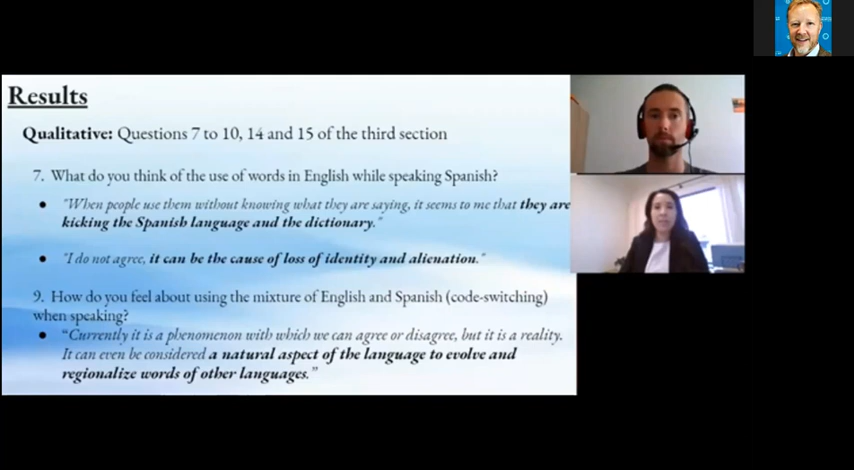 Results
Qualitative: Questions 7 to 10, 14 and 15 of the third section
7. What do you think of the use of words in English while speaking Spanish?
● "When people use them without knowing what they are saying, it seems to me that they are
kicking the Spanish language and the dictionary."
● "I do not agree, it can be the cause of loss of identity and alienation."
9. How do you feel about using the mixture of English and Spanish (code-switching)
when speaking?
● "Currently it is a phenomenon with which we can agree or disagree, but it is a reality.
It can even be considered a natural aspect of the language to evolve and
regionalize words of other languages."